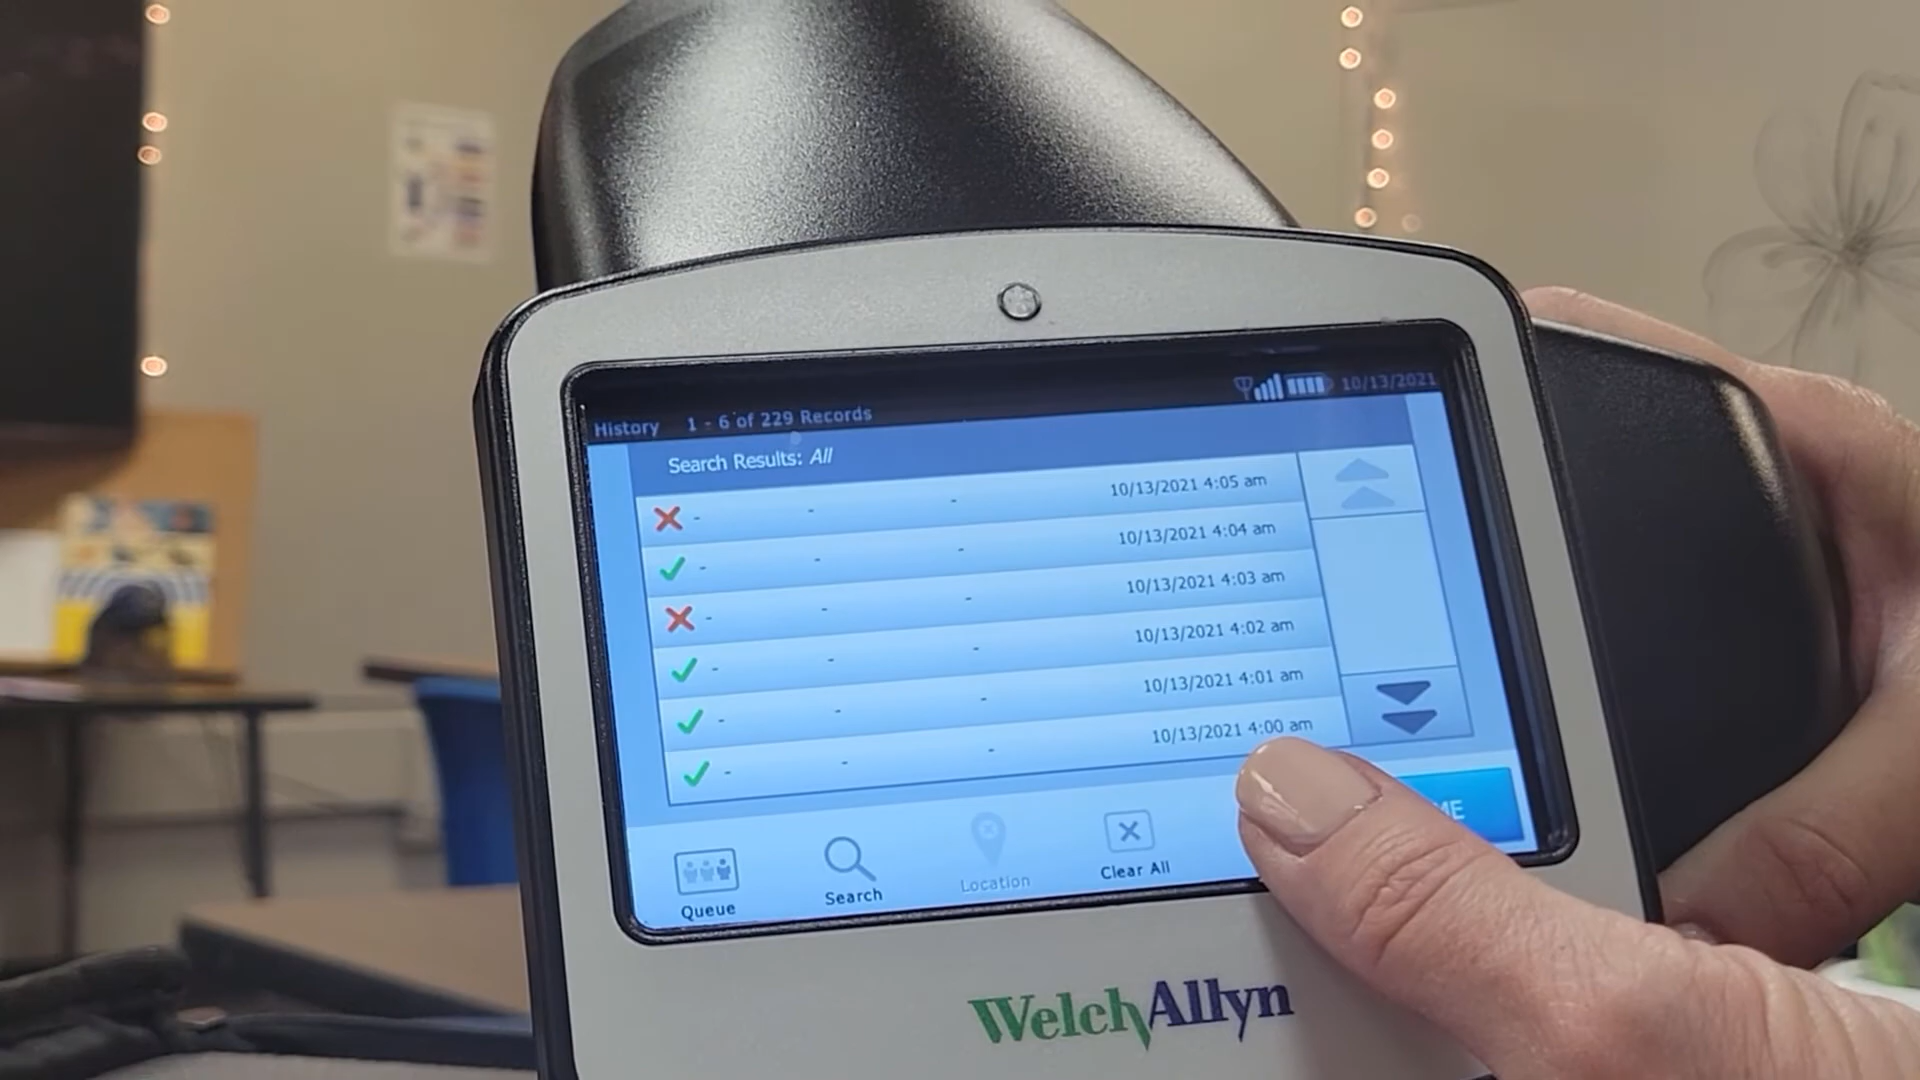 History 1 - 6 of 229 Records 10/13/2021
Search Results: All
- - - 10/13/2021 4:05 am
- - - 10/13/2021 4:04 am
- - - 10/13/2021 4:03 am
- - - 10/13/2021 4:02 am
- - - 10/13/2021 4:01 am
- - - 10/13/2021 4:00 am
ME
Queue Search Location Clear All
WelchAllyn